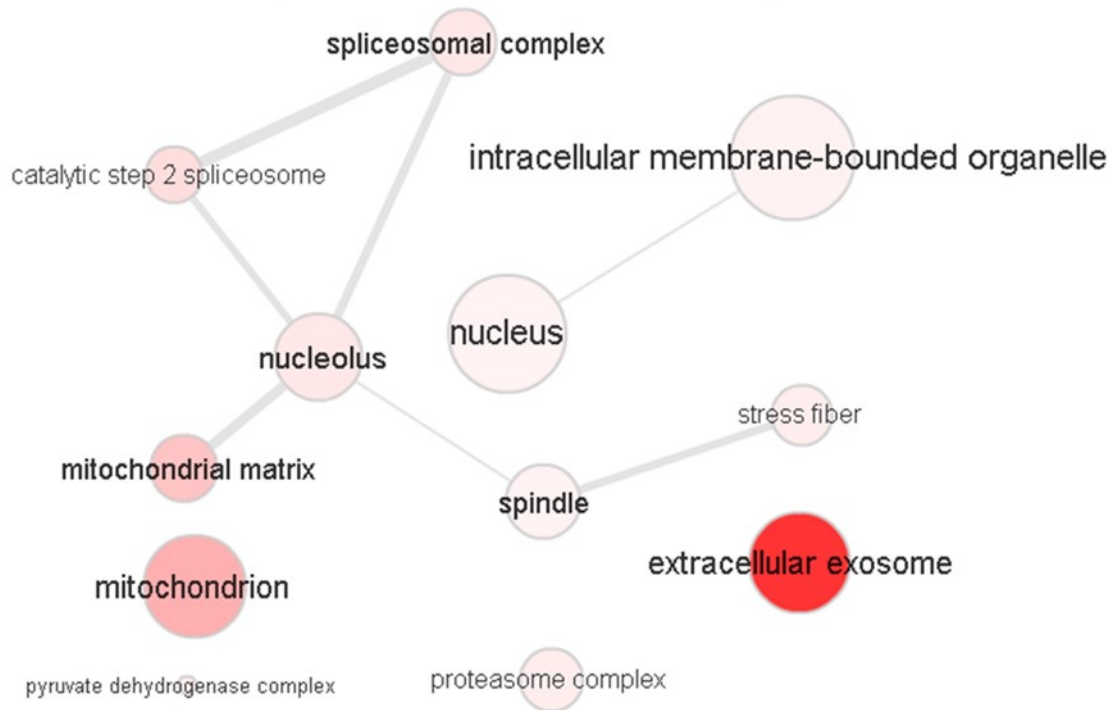 spliceosomal complex
intracellular membrane-bounded organelle
catalytic step 2 spliceosome
nucleus
nucleolus
stress fiber
mitochondrial matrix
spindle
extracellular exosome
mitochondrion
proteasome complex
pyruvate dehydrogenase complex